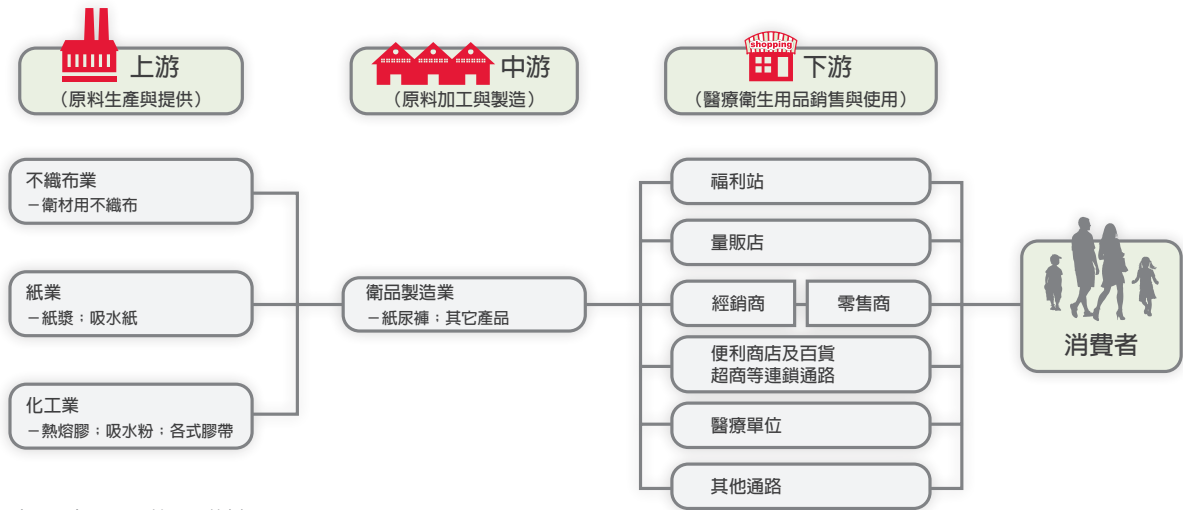 上游
（原料生產與提供）
中游
（原料加工與製造）
shopping
下游
（醫療衛生用品銷售與使用）
不織布業
－衛材用不織布
紙業
－紙漿；吸水紙
化工業
－熱熔膠；吸水粉；各式膠帶
衛品製造業
－紙尿褲；其它產品
福利站
量販店
經銷商
零售商
便利商店及百貨
超商等連鎖通路
醫療單位
其他通路
消費者